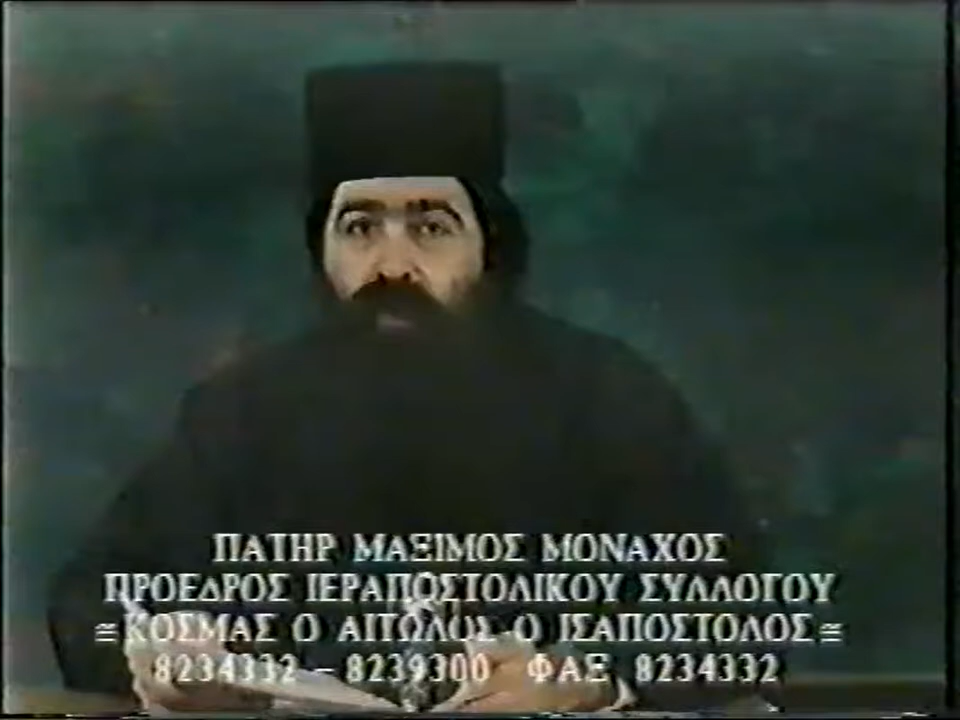 ΠΑΤΗΡ ΜΑΞΙΜΟΣ ΜΟΝΑΧΟΣ
ΠΡΟΕΔΡΟΣ ΙΕΡΑΠΟΣΤΟΛΙΚΟΥ ΣΥΛΛΟΓΟΥ
≅ΚΟΣΜΑΣ Ο ΑΙΤΩΛΟΣ Ο ΙΣΑΠΟΣΤΟΛΟΣ≅
8234332 – 8239300 ΦΑΞ 8234332